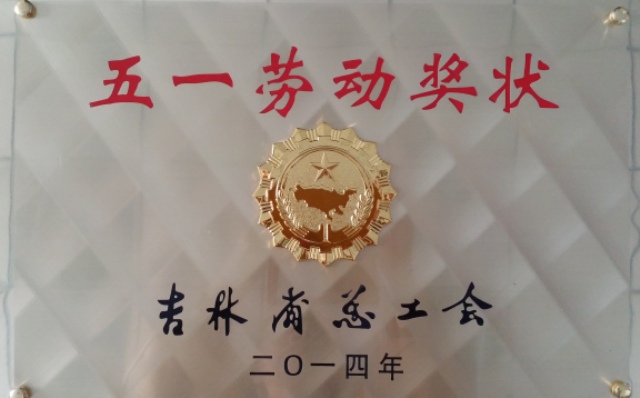 五一劳动奖状
吉林省总工会
二〇一四年